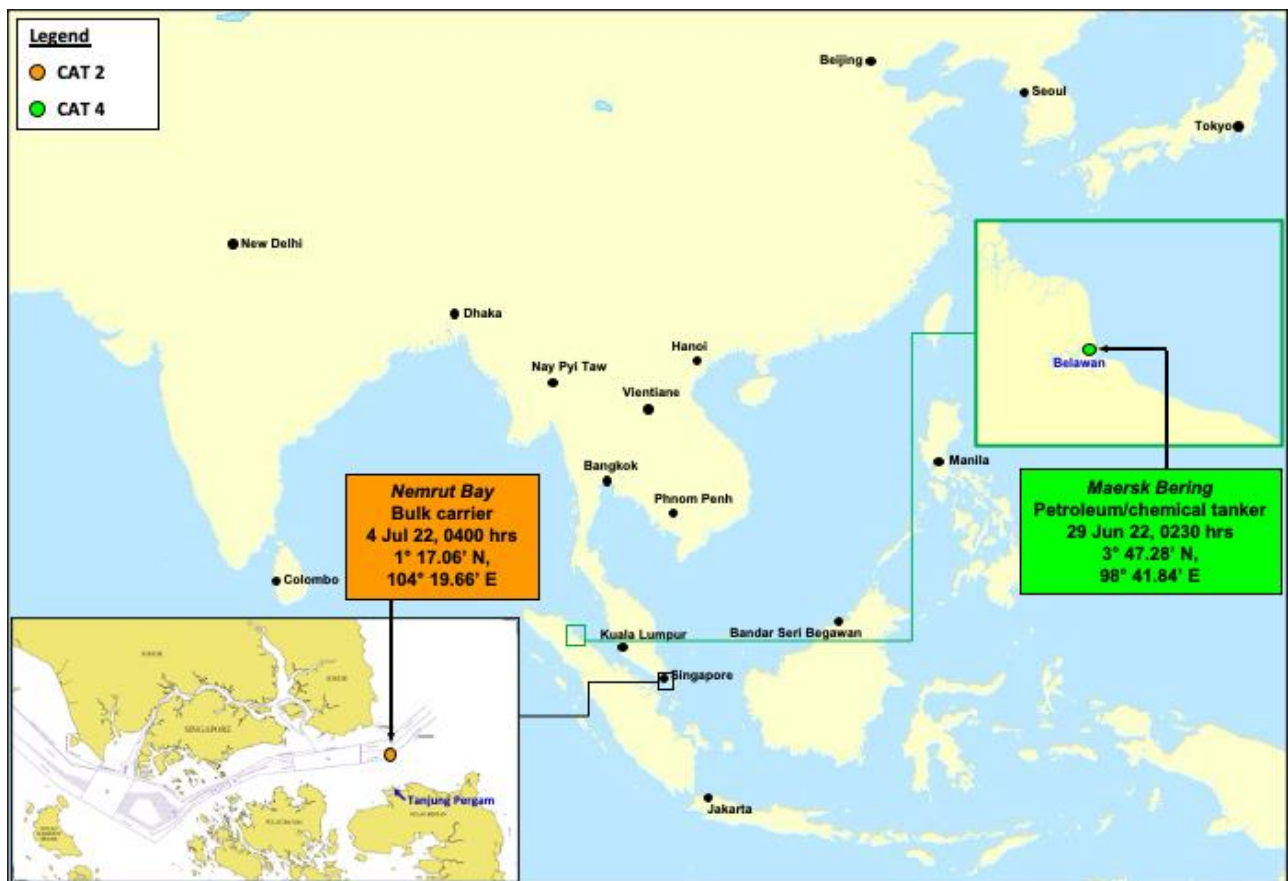 Legend
CAT 2
CAT 4
Beijing
Seoul
Tokyo
New Delhi
Dhaka
Hanoi
Nay Pyi Taw
Vientiane
Belawan
Bangkok
Manila
Phnom Penh
Nemrut Bay
Bulk carrier
4 Jul 22, 0400 hrs
1° 17.06' N,
104° 19.66' E
Maersk Bering
Petroleum/chemical tanker
29 Jun 22, 0230 hrs
3° 47.28' N,
98° 41.84' E
Colombo
Kuala Lumpur
Bandar Seri Begawan
Singapore
SINGAPORE
Tanjung Pergam
Jakarta